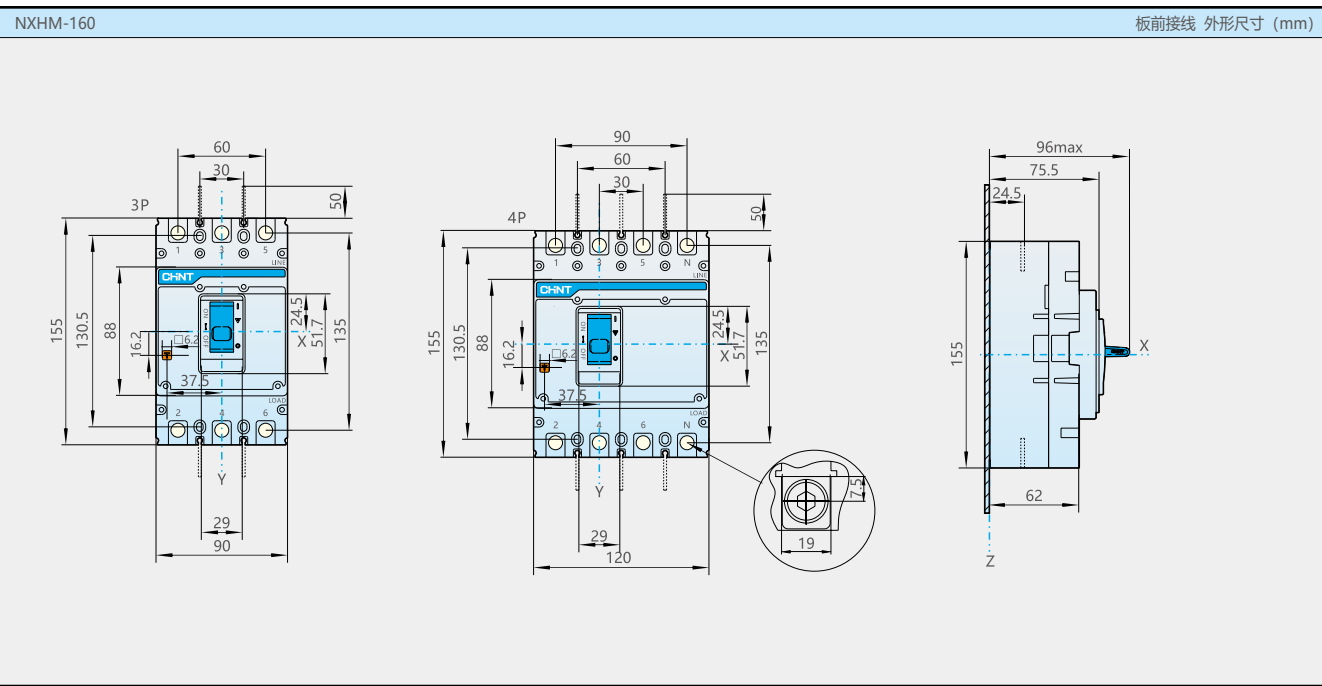 NXHM-160
板前接线 外形尺寸（mm）
60
30
50
3P
1
3
5
LINE
CHNT
ON
OFF
155
130.5
88
16.2
□6.2
37.5
24.5
51.7
135
X
LOAD
2
4
6
Y
29
90
90
60
30
50
4P
1
3
5
N
LINE
CHNT
ON
OFF
155
130.5
88
16.2
□6.2
37.5
24.5
51.7
135
X
LOAD
2
4
6
N
Y
29
120
7.5
19
96max
75.5
24.5
155
X
62
Z